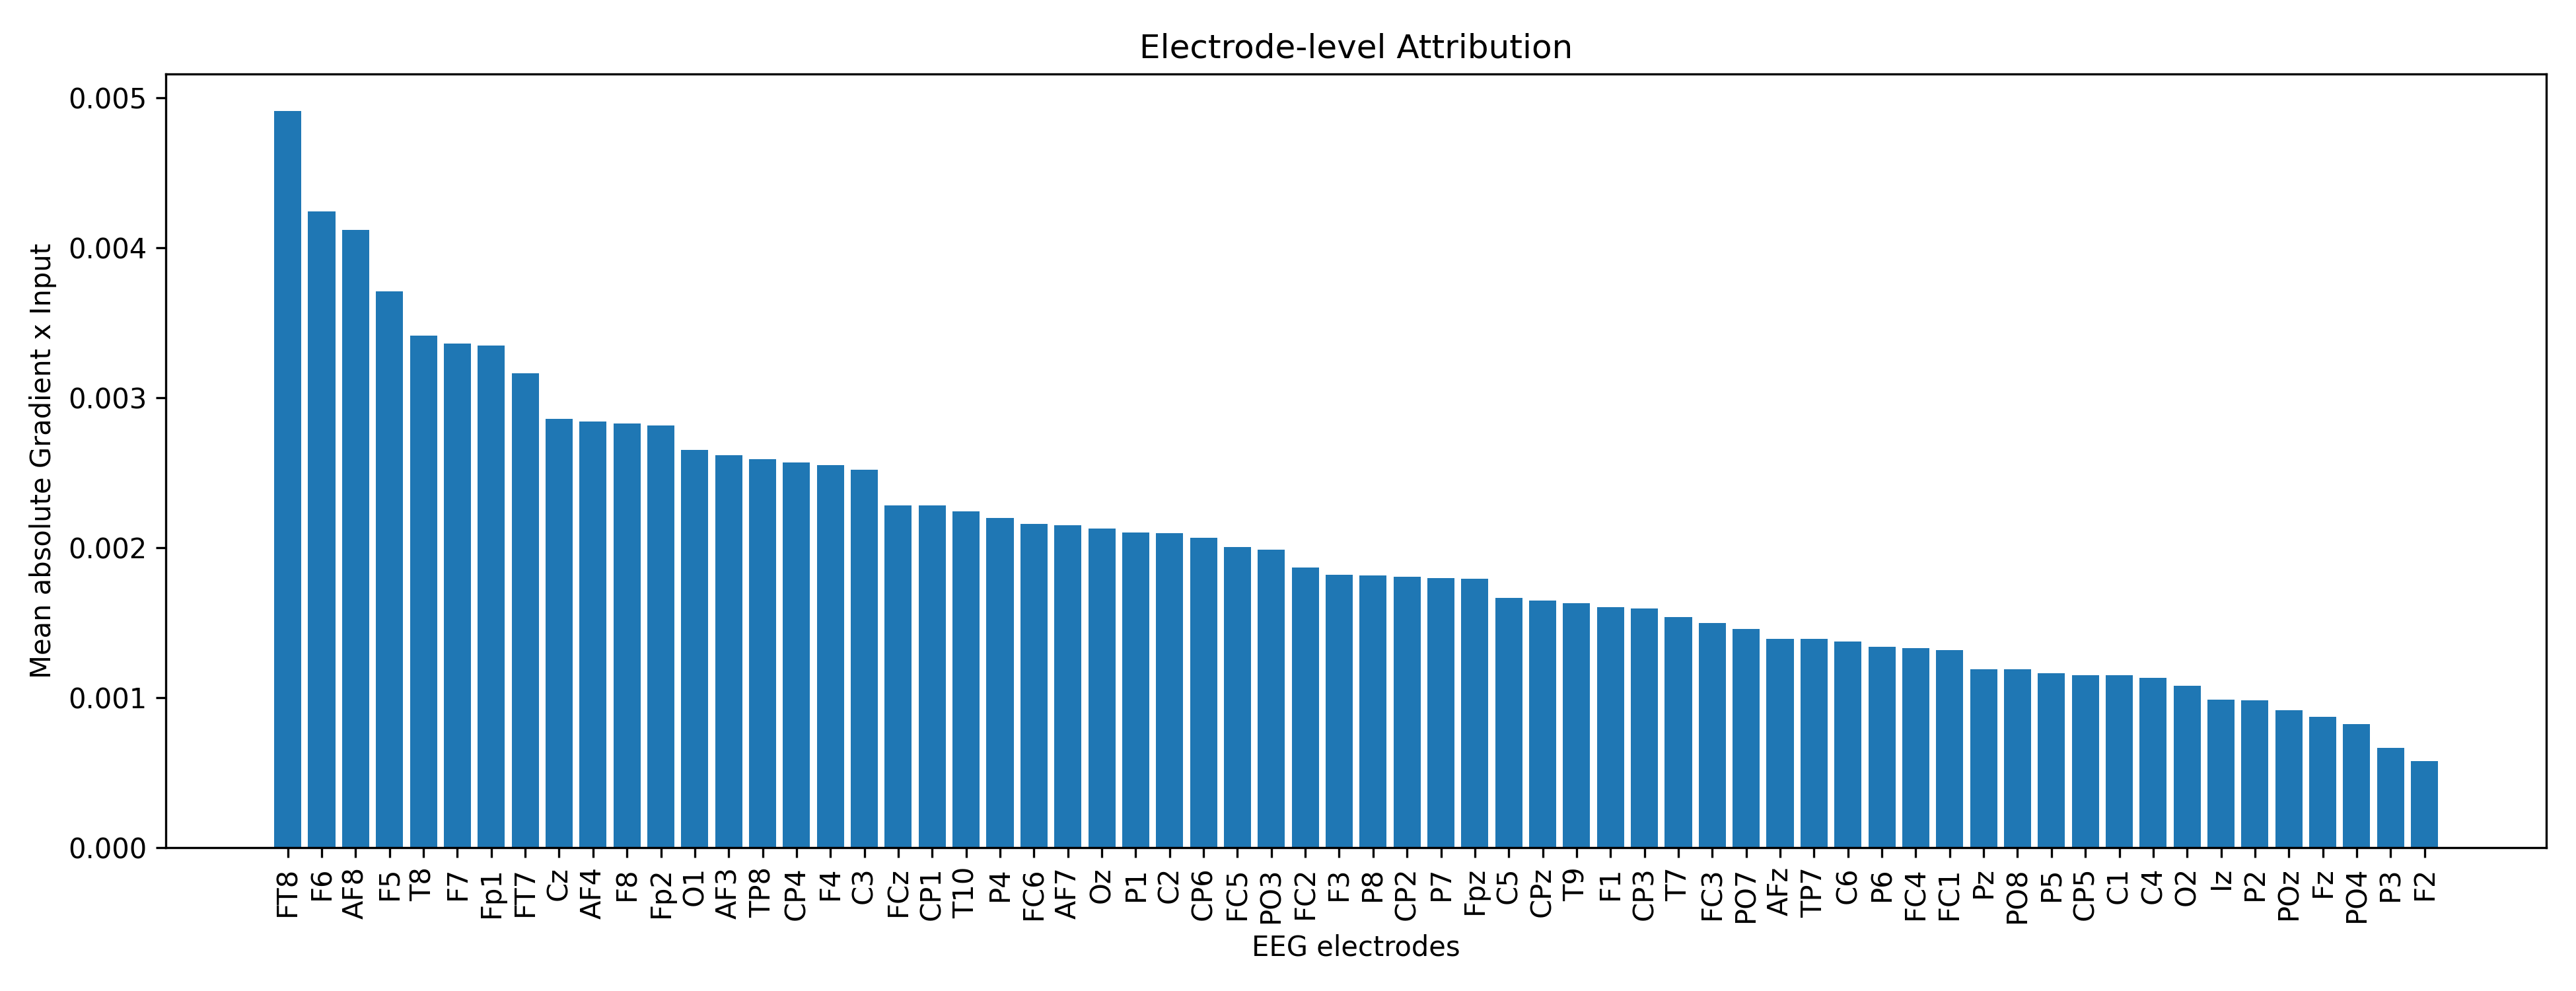 Electrode-level Attribution
Mean absolute Gradient x Input
0.005
0.004
0.003
0.002
0.001
0.000
FT8 F6 AF8 F5 T8 F7 Fp1 FT7 Cz AF4 F8 Fp2 O1 AF3 TP8 CP4 F4 C3 FCz CP1 T10 P4 FC6 AF7 Oz P1 C2 CP6 FC5 PO3 FC2 F3 P8 CP2 P7 Fpz C5 CPz T9 F1 CP3 T7 FC3 PO7 AFz TP7 C6 P6 FC4 FC1 Pz PO8 P5 CP5 C1 C4 O2 Iz P2 POz Fz PO4 P3 F2
EEG electrodes